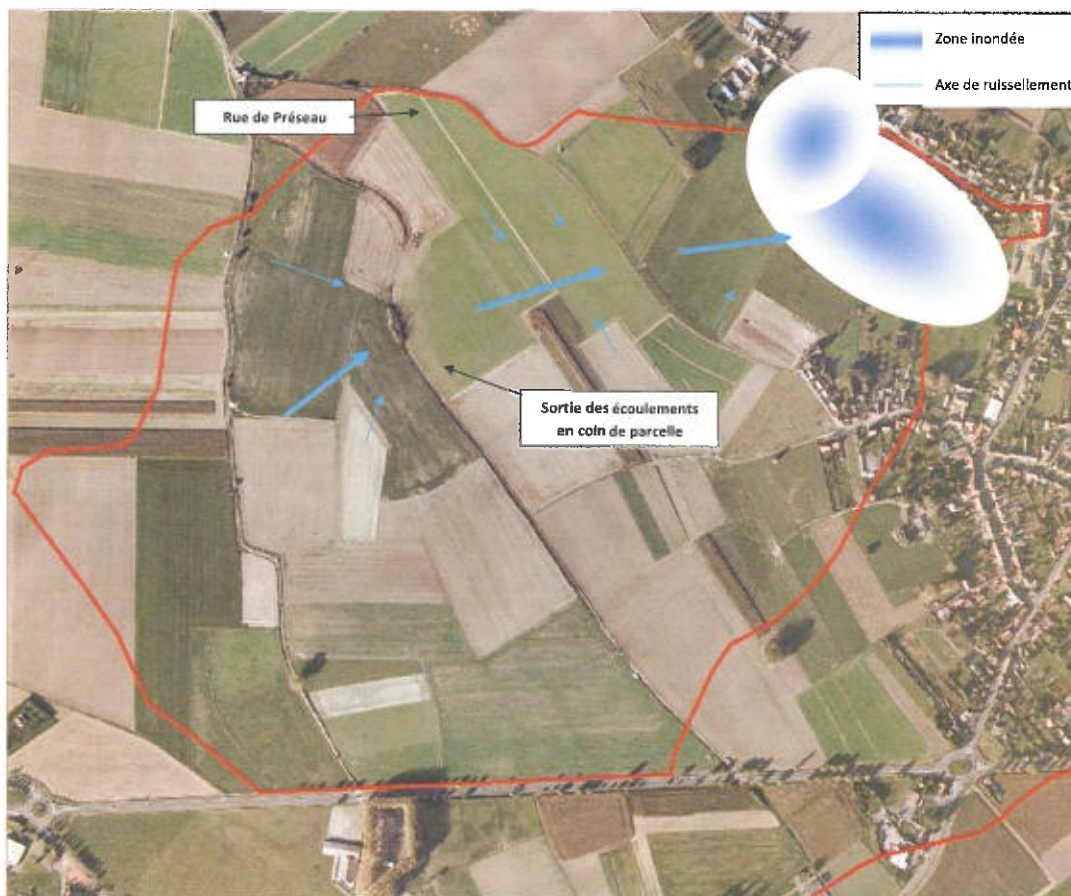 Zone inondée
Axe de ruissellement
Rue de Préseau
Sortie des écoulements
en coin de parcelle